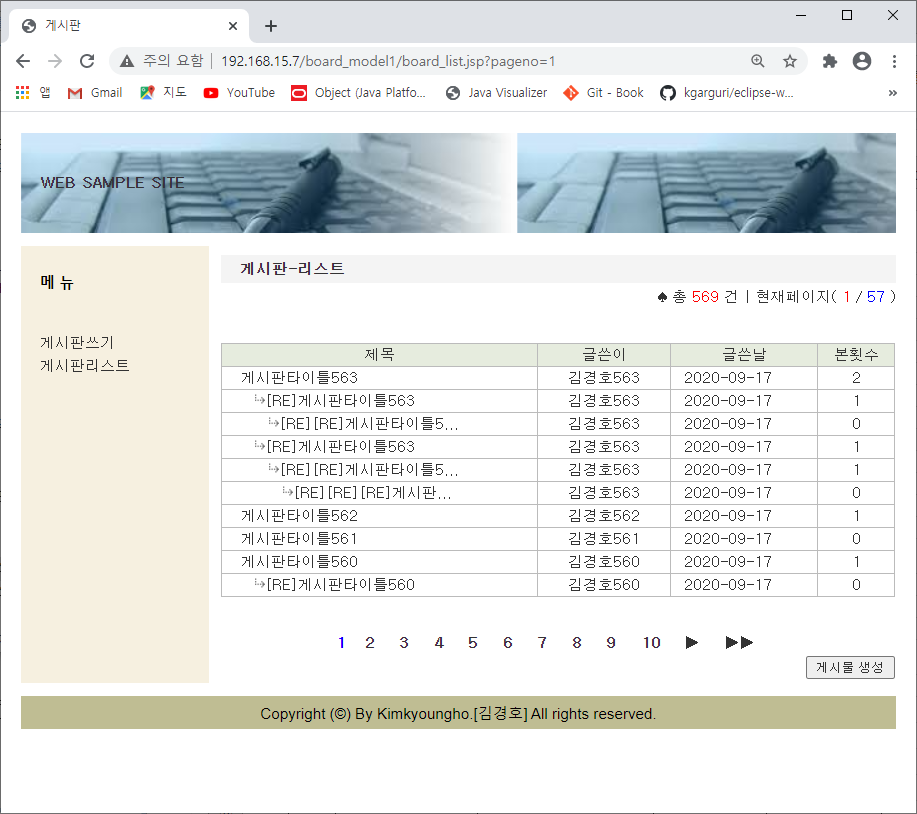 게시판
주의 요함 | 192.168.15.7/board_model1/board_list.jsp?pageno=1
앱 Gmail 지도 YouTube Object (Java Platfo... Java Visualizer Git - Book kgarguri/eclipse-w... »
WEB SAMPLE SITE
메 뉴
게시판쓰기
게시판리스트
게시판-리스트
♠ 총 569 건 | 현재페이지( 1 / 57 )
제목 글쓴이 글쓴날 본횟수
게시판타이틀563 김경호563 2020-09-17 2
[RE]게시판타이틀563 김경호563 2020-09-17 1
[RE][RE]게시판타이틀5... 김경호563 2020-09-17 0
[RE]게시판타이틀563 김경호563 2020-09-17 1
[RE][RE]게시판타이틀5... 김경호563 2020-09-17 1
[RE][RE][RE]게시판... 김경호563 2020-09-17 0
게시판타이틀562 김경호562 2020-09-17 1
게시판타이틀561 김경호561 2020-09-17 0
게시판타이틀560 김경호560 2020-09-17 1
[RE]게시판타이틀560 김경호560 2020-09-17 0
1 2 3 4 5 6 7 8 9 10 ▶ ▶▶
게시물 생성
Copyright (©) By Kimkyoungho.[김경호] All rights reserved.